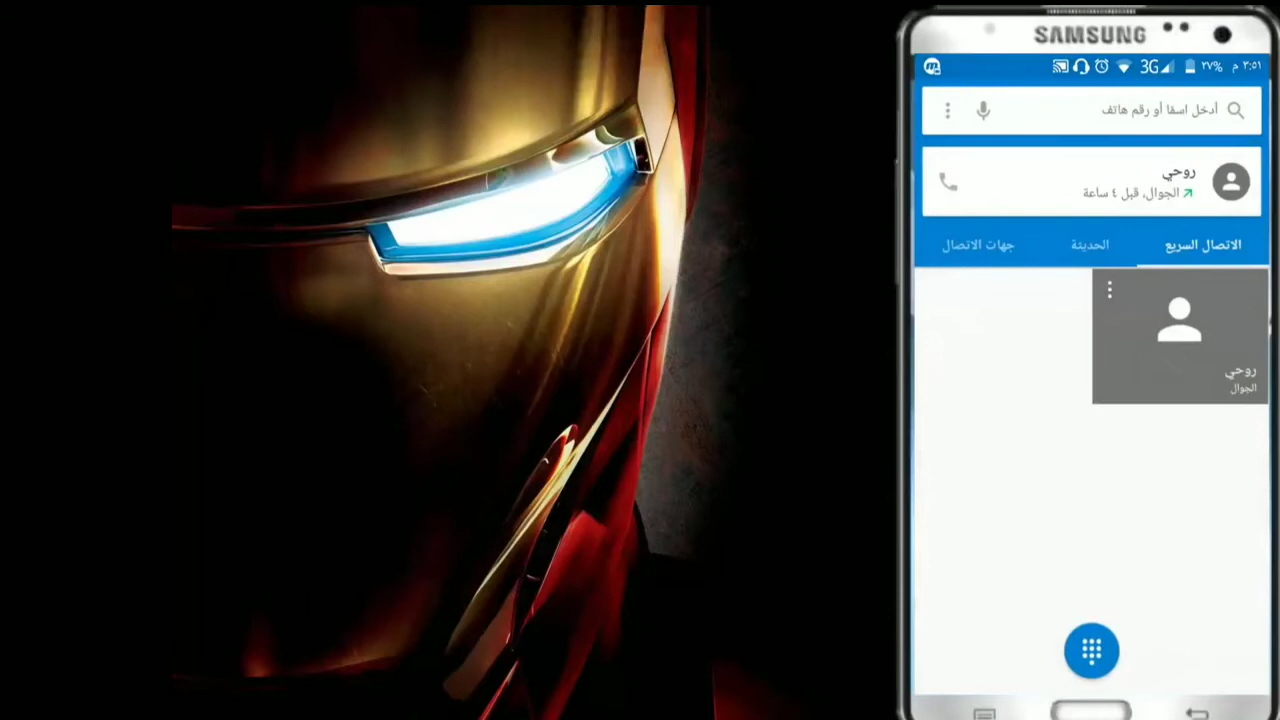 SAMSUNG
3G ٢٧% ٣:٥١ م
أدخل اسمًا أو رقم هاتف
روحي
الجوال، قبل ٤ ساعة
الاتصال السريع الحديثة جهات الاتصال
روحي
الجوال